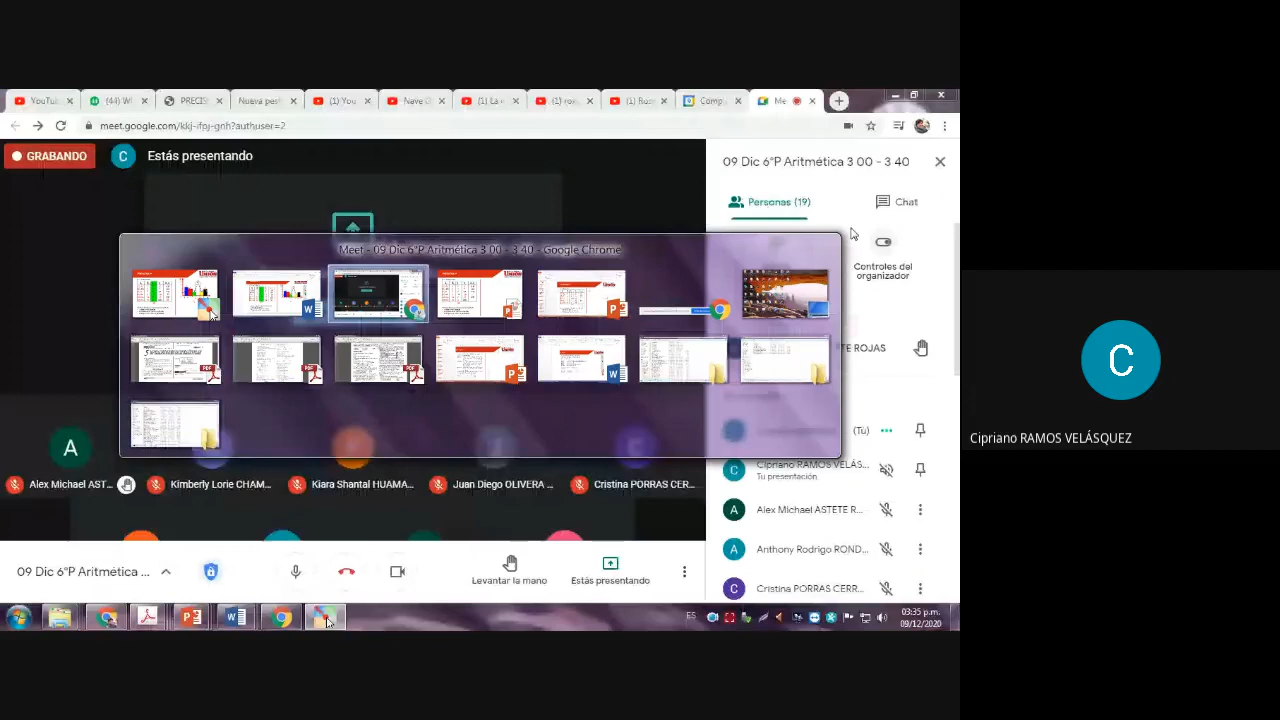 YouTu
(44) W
PRECIS
Nueva pest
(1) You
Nave
(1) La
(1) Rus
Comp
Me
meet.google.com/kkj-ifpj-gnh?authuser=2
GRABANDO
C
Estás presentando
09 Dic 6°P Aritmética 3 00 - 3 40
Personas (19)
Chat
Controles del
organizador
Meet - 09 Dic 6°P Aritmética 3 00 - 3 40 - Google Chrome
TE ROJAS
(Tú)
A
Alex Michael AST...
Kimberly Lorie CHAM...
Kiara Shantal HUAMA...
Juan Diego OLIVERA ...
Cristina PORRAS CER...
C
Cipriano RAMOS VELÁS...
Tu presentación
A
Alex Michael ASTETE R...
A
Anthony Rodrigo ROND...
C
Cristina PORRAS CERR...
09 Dic 6°P Aritmética ...
Levantar la mano
Estás presentando
ES
03:35 p.m.
09/12/2020
C
Cipriano RAMOS VELÁSQUEZ